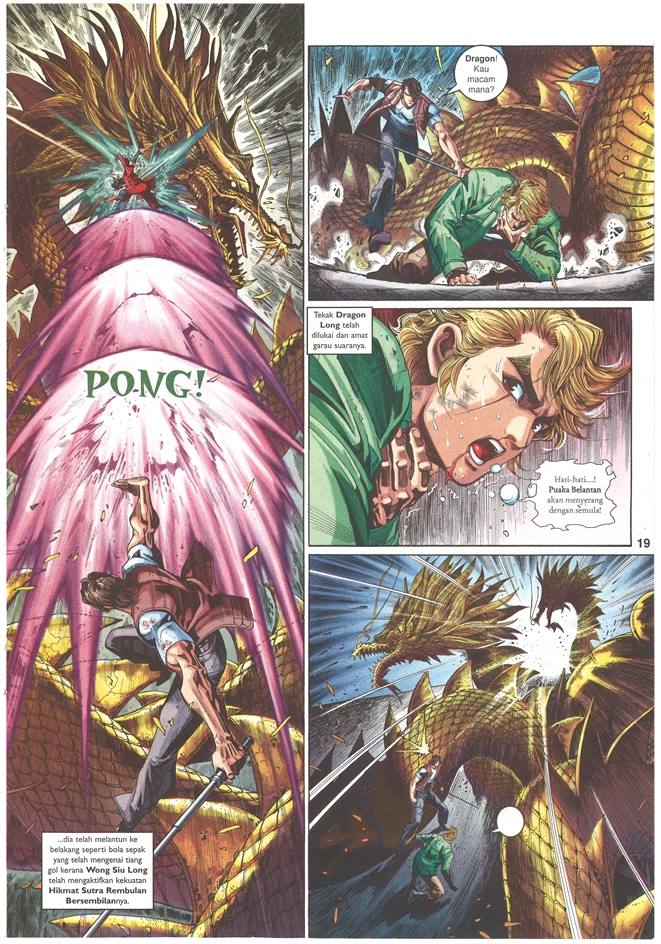 PONG!
...dia telah melantun ke
belakang seperti bola sepak
yang telah mengenai tiang
gol kerana Wong Siu Long
telah mengaktifkan kekuatan
Hikmat Sutra Rembulan
Bersembilannya.
Dragon!
Kau
macam
mana?
Tekak Dragon
Long telah
dilukai dan amat
garau suaranya.
Hati-hati....!
Puaka Belantan
akan menyerang
dengan semula!
19